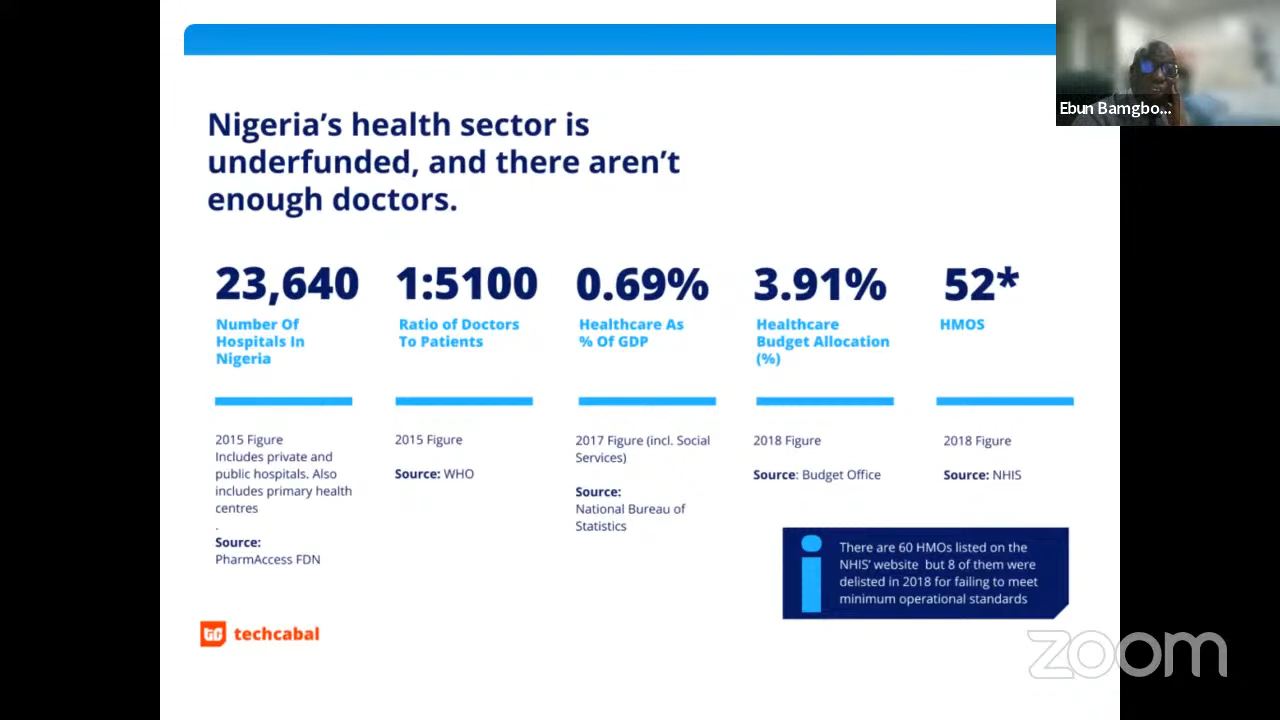 Ebun Bamgbo...
Nigeria's health sector is
underfunded, and there aren't
enough doctors.
23,640
Number Of
Hospitals In
Nigeria
2015 Figure
Includes private and
public hospitals. Also
includes primary health
centres
.
Source:
PharmAccess FDN
1:5100
Ratio of Doctors
To Patients
2015 Figure
Source: WHO
0.69%
Healthcare As
% Of GDP
2017 Figure (incl. Social
Services)
Source:
National Bureau of
Statistics
3.91%
Healthcare
Budget Allocation
(%)
2018 Figure
Source: Budget Office
52*
HMOS
2018 Figure
Source: NHIS
There are 60 HMOs listed on the
NHIS' website but 8 of them were
delisted in 2018 for failing to meet
minimum operational standards
tc techcabal
zoom